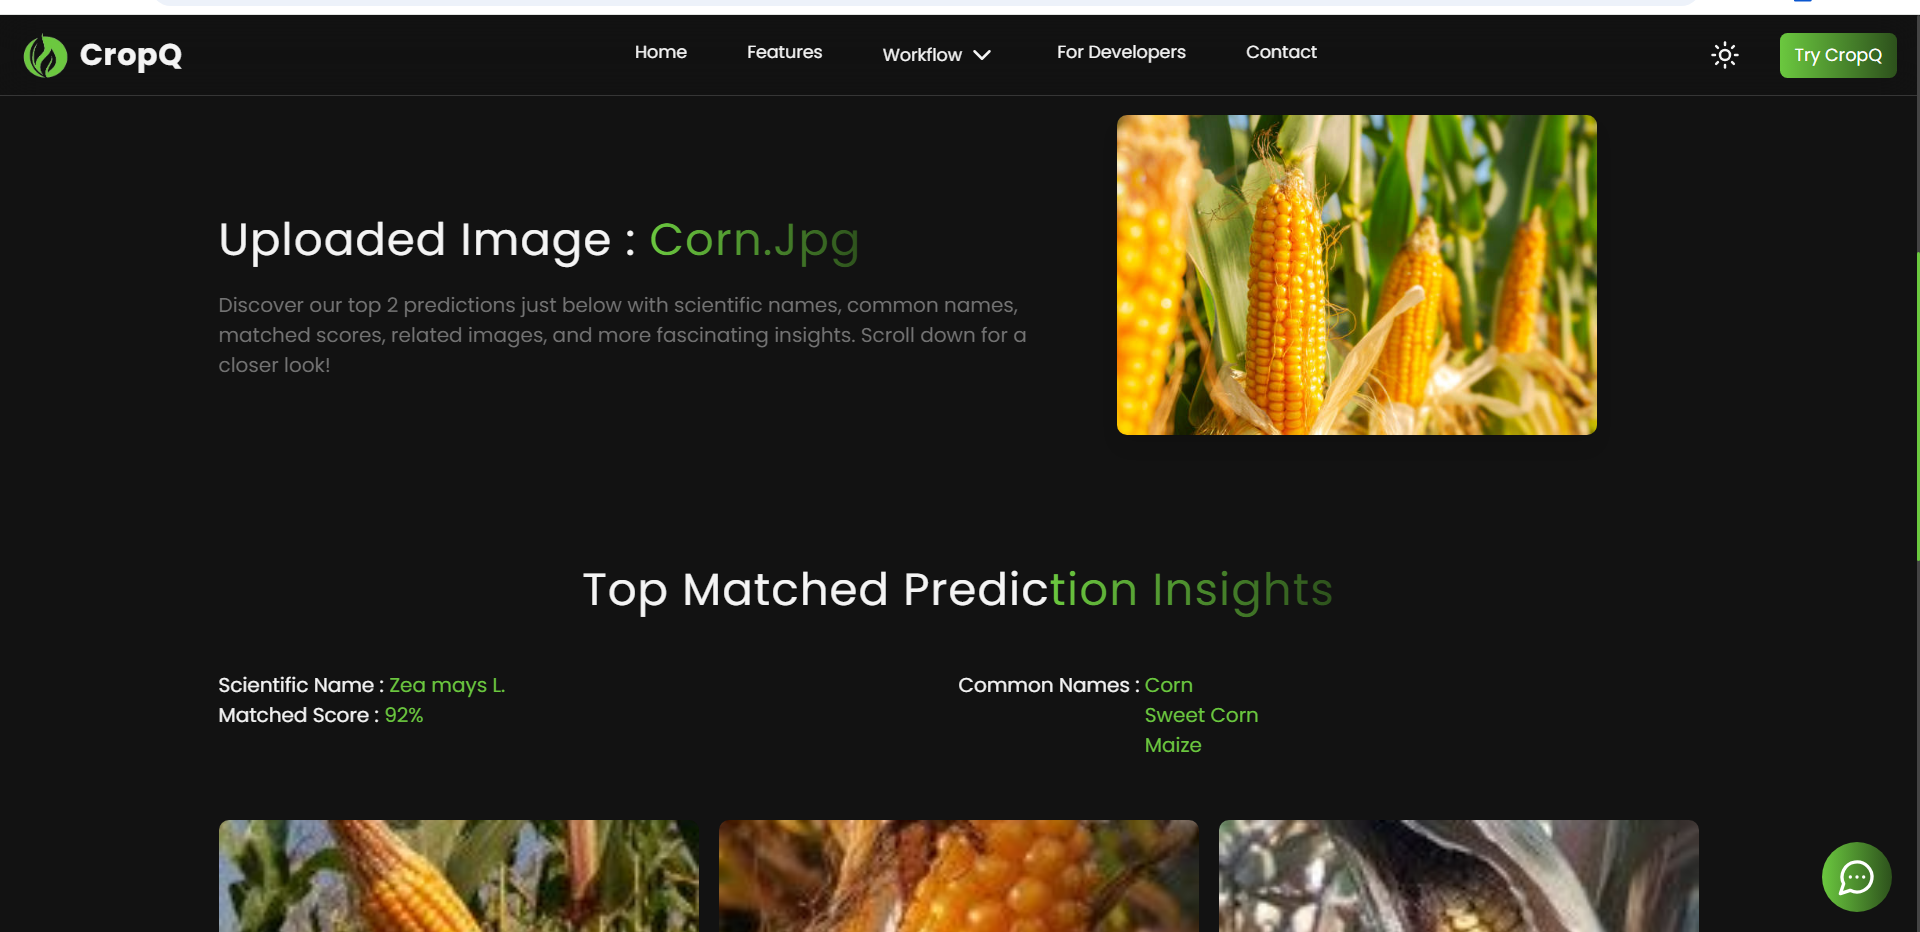 CropQ
Home
Features
Workflow
For Developers
Contact
Try CropQ
Uploaded Image : Corn.Jpg
Discover our top 2 predictions just below with scientific names, common names,
matched scores, related images, and more fascinating insights. Scroll down for a
closer look!
Top Matched Prediction Insights
Scientific Name : Zea mays L.
Matched Score : 92%
Common Names : Corn
Sweet Corn
Maize